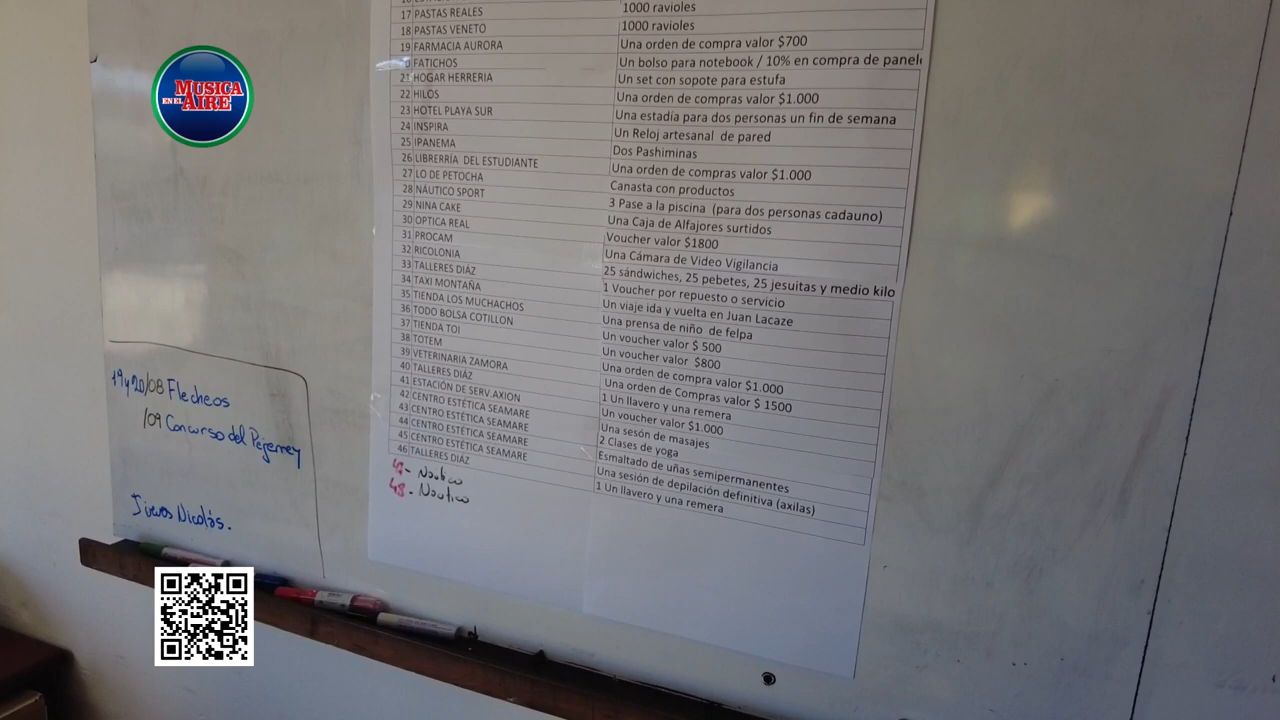 MUSICA
EN EL AIRE
17 PASTAS REALES 1000 ravioles
18 PASTAS VENETO 1000 ravioles
19 FARMACIA AURORA Una orden de compra valor $700
FATICHOS Un bolso para notebook / 10% en compra de panel
21 HOGAR HERRERIA Un set con sopote para estufa
22 HILOS Una orden de compras valor $1.000
23 HOTEL PLAYA SUR Una estadía para dos personas un fin de semana
24 INSPIRA Un Reloj artesanal de pared
25 IPANEMA Dos Pashiminas
26 LIBRERRÍA DEL ESTUDIANTE Una orden de compras valor $1.000
27 LO DE PETOCHA Canasta con productos
28 NÁUTICO SPORT 3 Pase a la piscina (para dos personas cadauno)
29 NINA CAKE Una Caja de Alfajores surtidos
30 OPTICA REAL Voucher valor $1800
31 PROCAM Una Cámara de Video Vigilancia
32 RICOLONIA 25 sándwiches, 25 pebetes, 25 jesuitas y medio kilo
33 TALLERES DIÁZ 1 Voucher por repuesto o servicio
34 TAXI MONTAÑA Un viaje ida y vuelta en Juan Lacaze
35 TIENDA LOS MUCHACHOS Una prensa de niño de felpa
36 TODO BOLSA COTILLON Un voucher valor $ 500
37 TIENDA TOI Un voucher valor $800
38 TOTEM Una orden de compra valor $1.000
39 VETERINARIA ZAMORA Una orden de Compras valor $ 1500
40 TALLERES DIÁZ 1 Un llavero y una remera
41 ESTACIÓN DE SERV.AXION Un voucher valor $1.000
42 CENTRO ESTÉTICA SEAMARE Una sesón de masajes
43 CENTRO ESTÉTICA SEAMARE 2 Clases de yoga
44 CENTRO ESTÉTICA SEAMARE Esmaltado de uñas semipermanentes
45 CENTRO ESTÉTICA SEAMARE Una sesión de depilación definitiva (axilas)
46 TALLERES DIÁZ 1 Un llavero y una remera
47- Nautico
48- Nautico
19 y 20/08 Flecheos
/09 Concurso del Pejerrey
Jueves Nicolás.